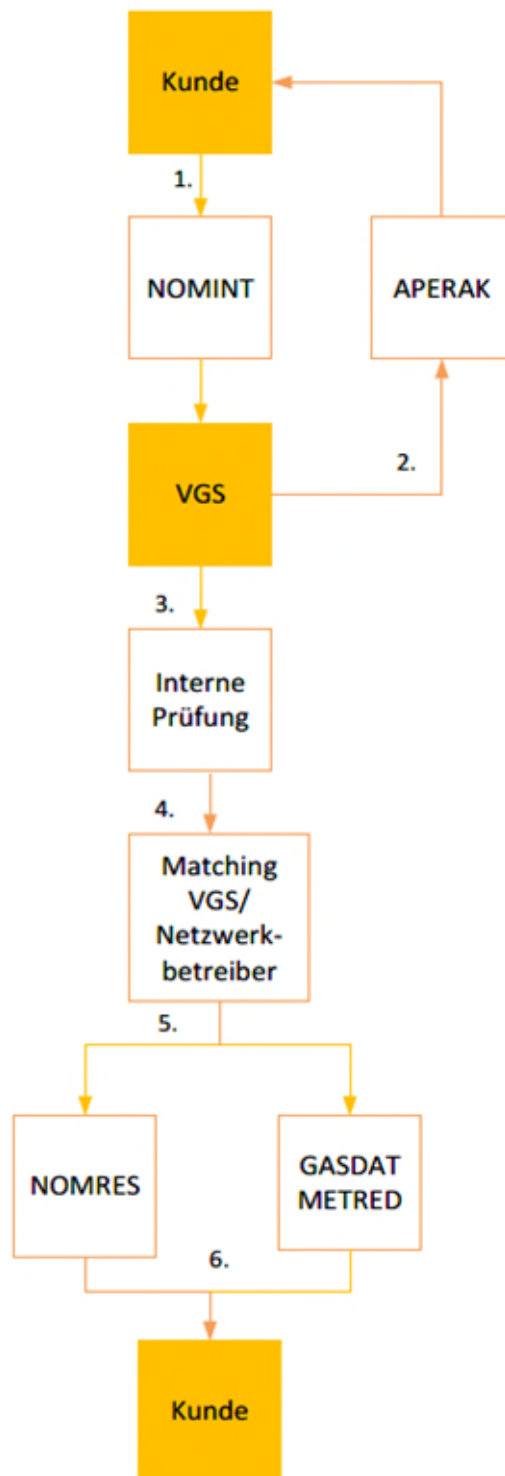 Kunde
1.
NOMINT
APERAK
2.
VGS
3.
Interne
Prüfung
4.
Matching
VGS/
Netzwerk-
betreiber
5.
NOMRES
GASDAT
METRED
6.
Kunde